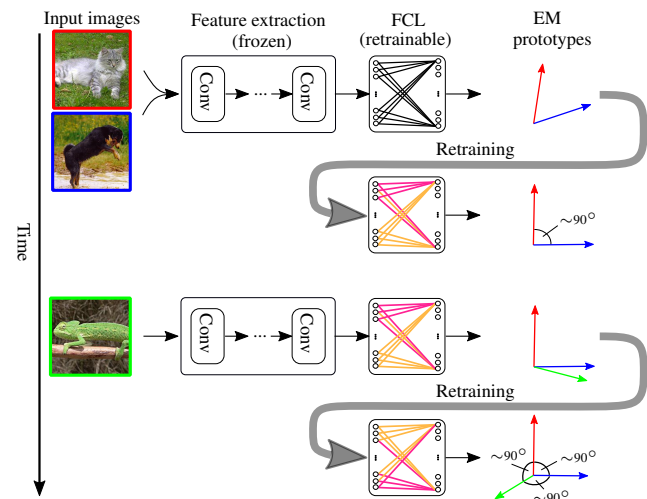 Input images
Feature extraction
(frozen)
FCL
(retrainable)
EM
prototypes
Conv
...
Conv
Retraining
~90°
Time
Conv
...
Conv
Retraining
~90°
~90°
~90°